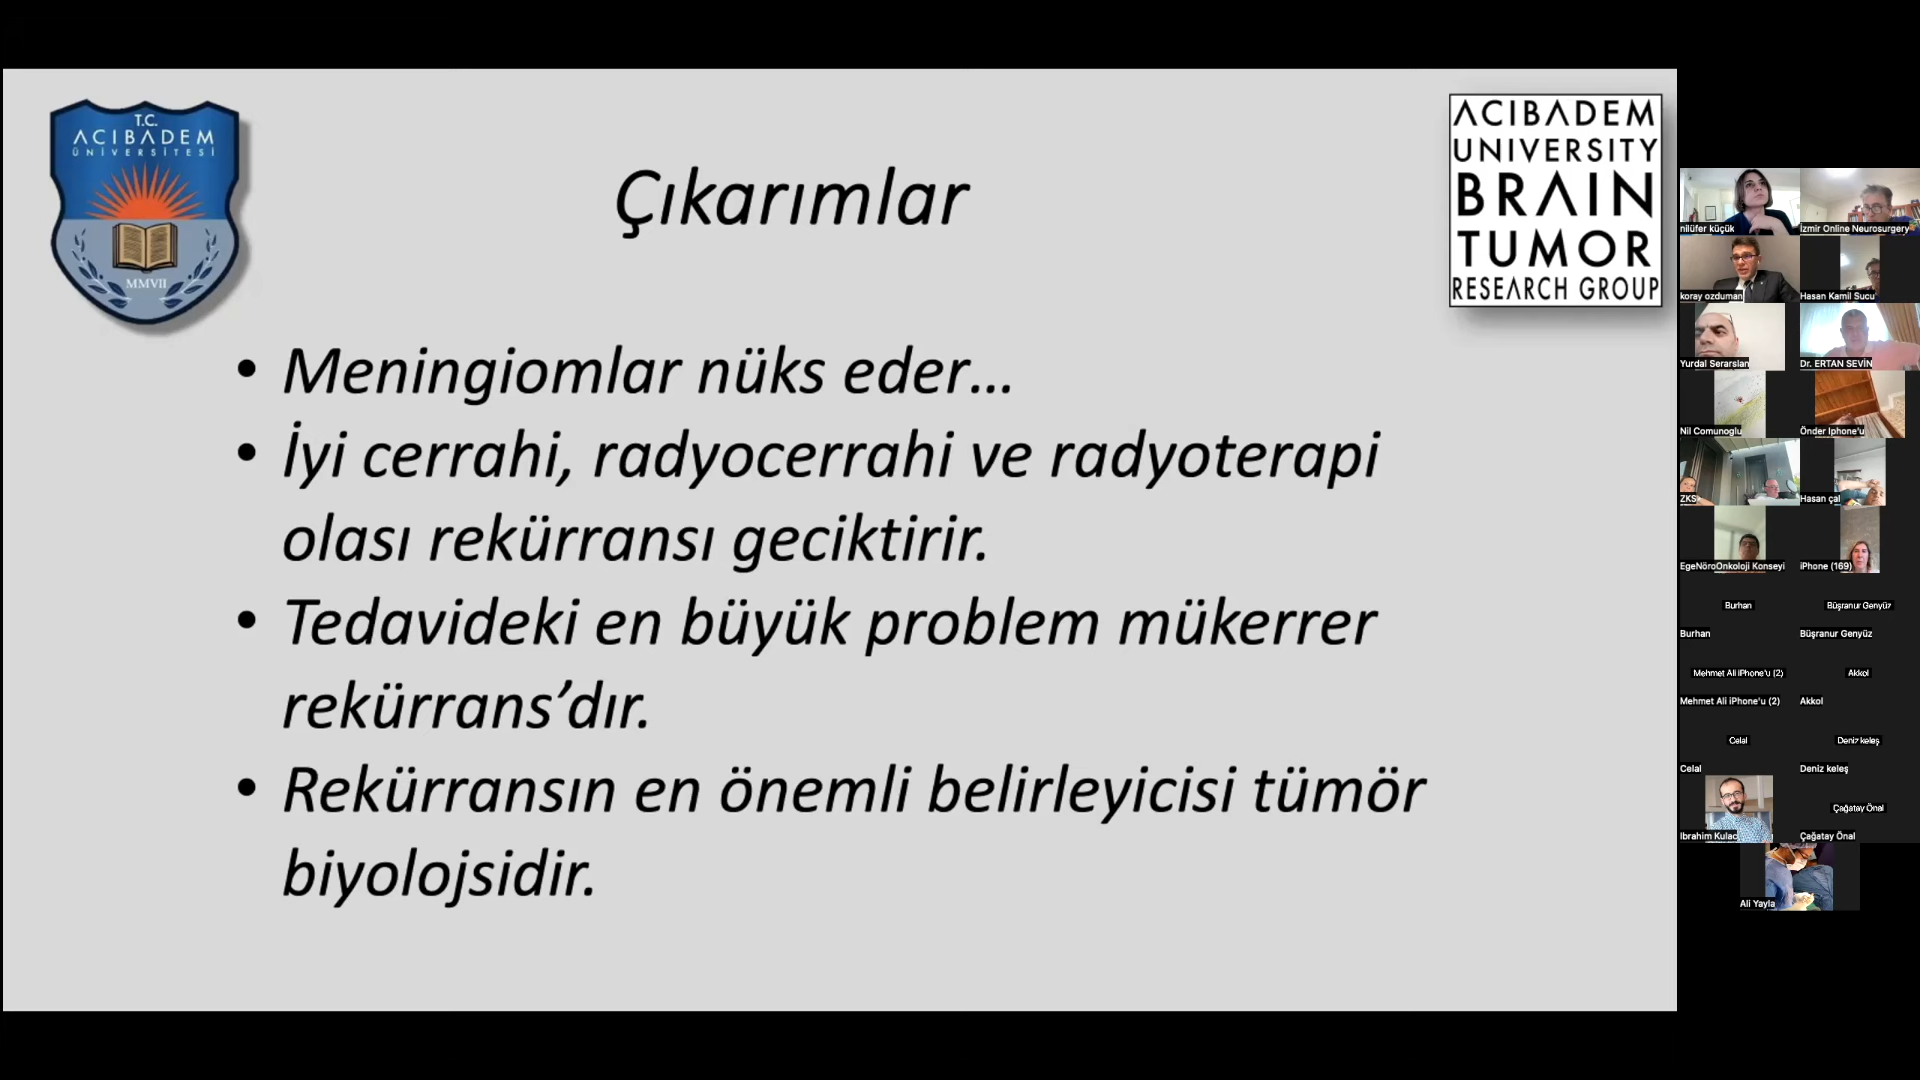 T.C.
ACIBADEM
ÜNİVERSİTESİ
MMVII
ACIBADEM
UNIVERSITY
BRAIN
TUMOR
RESEARCH GROUP
Çıkarımlar
• Meningiomlar nüks eder...
• İyi cerrahi, radyocerrahi ve radyoterapi
olası rekürransı geciktirir.
• Tedavideki en büyük problem mükerrer
rekürrans’dır.
• Rekürransın en önemli belirleyicisi tümör
biyolojsidir.
nilüfer küçük
İzmir Online Neurosurgery
koray ozduman
Hasan Kamil Sucu
Yurdal Serarslan
Dr. ERTAN SEVİN
Nil Comunoglu
Önder Iphone'u
ZKS
Hasan çal
EgeNöroOnkoloji Konseyi
iPhone (169)
Burhan
Büşranur Genyüz
Burhan
Büşranur Genyüz
Mehmet Ali iPhone'u (2)
Akkol
Mehmet Ali iPhone'u (2)
Akkol
Celal
Deniz keleş
Celal
Deniz keleş
Çağatay Önal
Ibrahim Kulac
Çağatay Önal
Ali Yayla